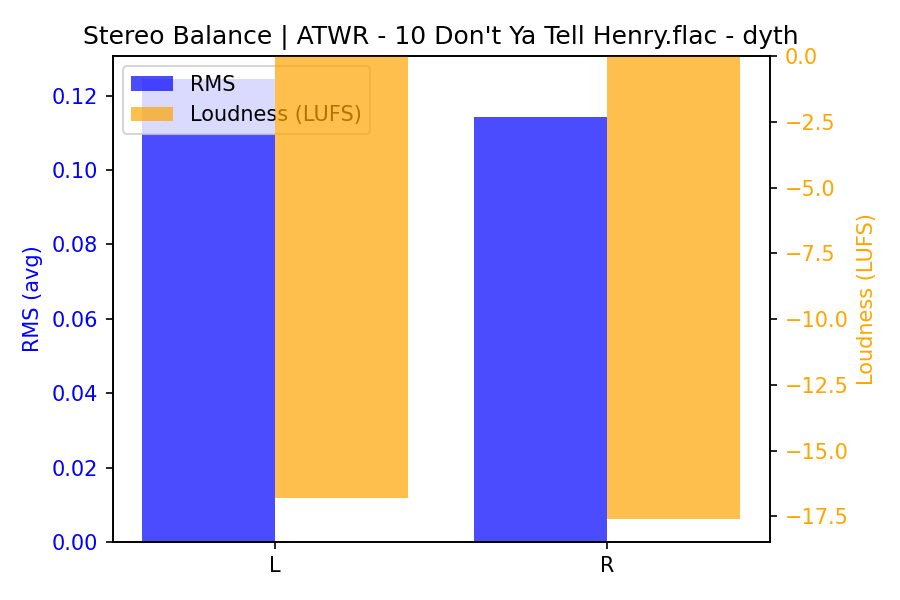 Stereo Balance | ATWR - 10 Don't Ya Tell Henry.flac - dyth
RMS
Loudness (LUFS)
RMS (avg)
0.12
0.10
0.08
0.06
0.04
0.02
0.00
L
R
0.0
−2.5
−5.0
−7.5
−10.0
−12.5
−15.0
−17.5
Loudness (LUFS)